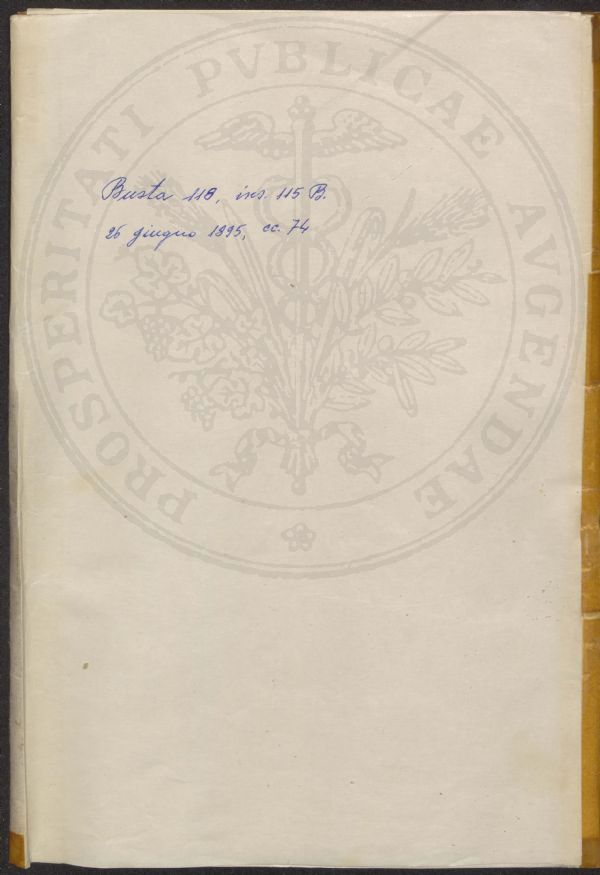 PROSPERITATI PVBLICAE AVGENDAE
Busta 118, ins. 115 B.
26 giugno 1895, cc. 74